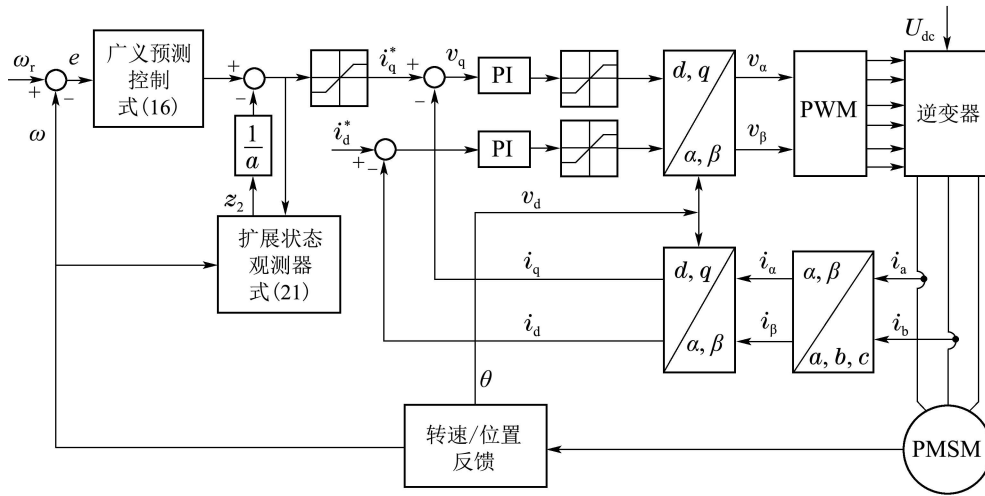 U_dc
ω_r
e
广义预测
控制
式(16)
+
-
+
-
i_q^*
+
-
v_q
PI
d, q
α, β
v_α
v_β
PWM
逆变器
ω
1/a
z_2
i_d^*
+
-
PI
v_d
扩展状态
观测器
式(21)
i_q
i_d
d, q
α, β
i_α
i_β
α, β
a, b, c
i_a
i_b
θ
转速/位置
反馈
PMSM